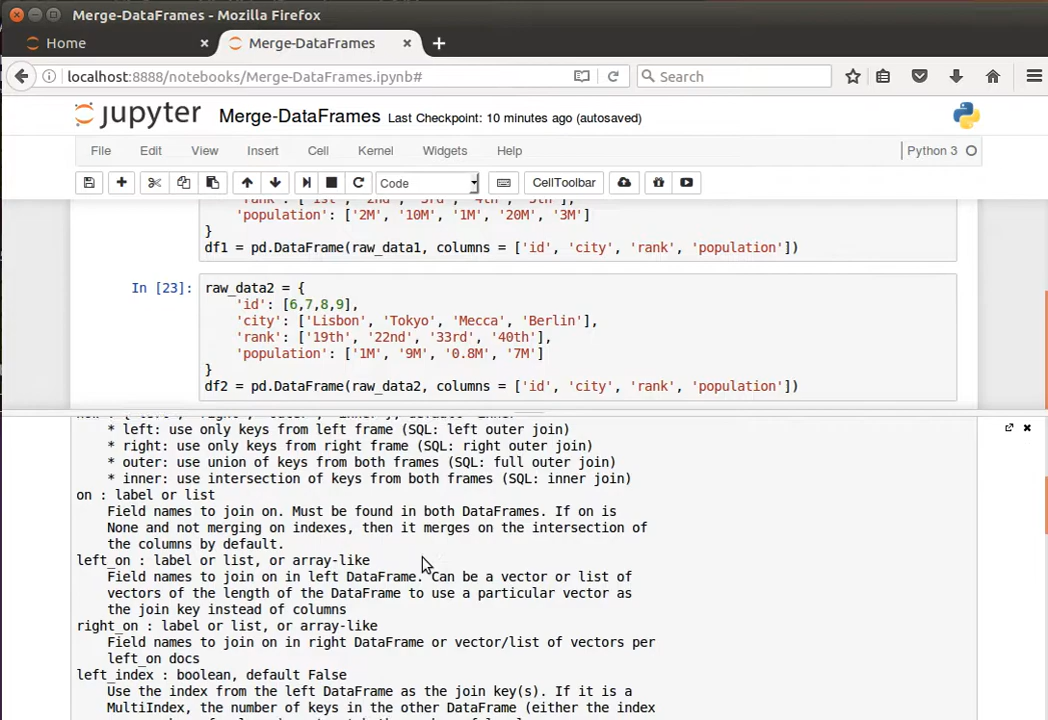 Merge-DataFrames - Mozilla Firefox
Home
Merge-DataFrames
localhost:8888/notebooks/Merge-DataFrames.ipynb#
Search
jupyter Merge-DataFrames Last Checkpoint: 10 minutes ago (autosaved)
File Edit View Insert Cell Kernel Widgets Help Python 3
Code CellToolbar
'rank': ['1st', '2nd', '3rd', '4th', '5th'],
'population': ['2M', '10M', '1M', '20M', '3M']
}
df1 = pd.DataFrame(raw_data1, columns = ['id', 'city', 'rank', 'population'])
In [23]: raw_data2 = {
'id': [6,7,8,9],
'city': ['Lisbon', 'Tokyo', 'Mecca', 'Berlin'],
'rank': ['19th', '22nd', '33rd', '40th'],
'population': ['1M', '9M', '0.8M', '7M']
}
df2 = pd.DataFrame(raw_data2, columns = ['id', 'city', 'rank', 'population'])
how : {'left', 'right', 'outer', 'inner'}, default 'inner'
* left: use only keys from left frame (SQL: left outer join)
* right: use only keys from right frame (SQL: right outer join)
* outer: use union of keys from both frames (SQL: full outer join)
* inner: use intersection of keys from both frames (SQL: inner join)
on : label or list
Field names to join on. Must be found in both DataFrames. If on is
None and not merging on indexes, then it merges on the intersection of
the columns by default.
left_on : label or list, or array-like
Field names to join on in left DataFrame. Can be a vector or list of
vectors of the length of the DataFrame to use a particular vector as
the join key instead of columns
right_on : label or list, or array-like
Field names to join on in right DataFrame or vector/list of vectors per
left_on docs
left_index : boolean, default False
Use the index from the left DataFrame as the join key(s). If it is a
MultiIndex, the number of keys in the other DataFrame (either the index